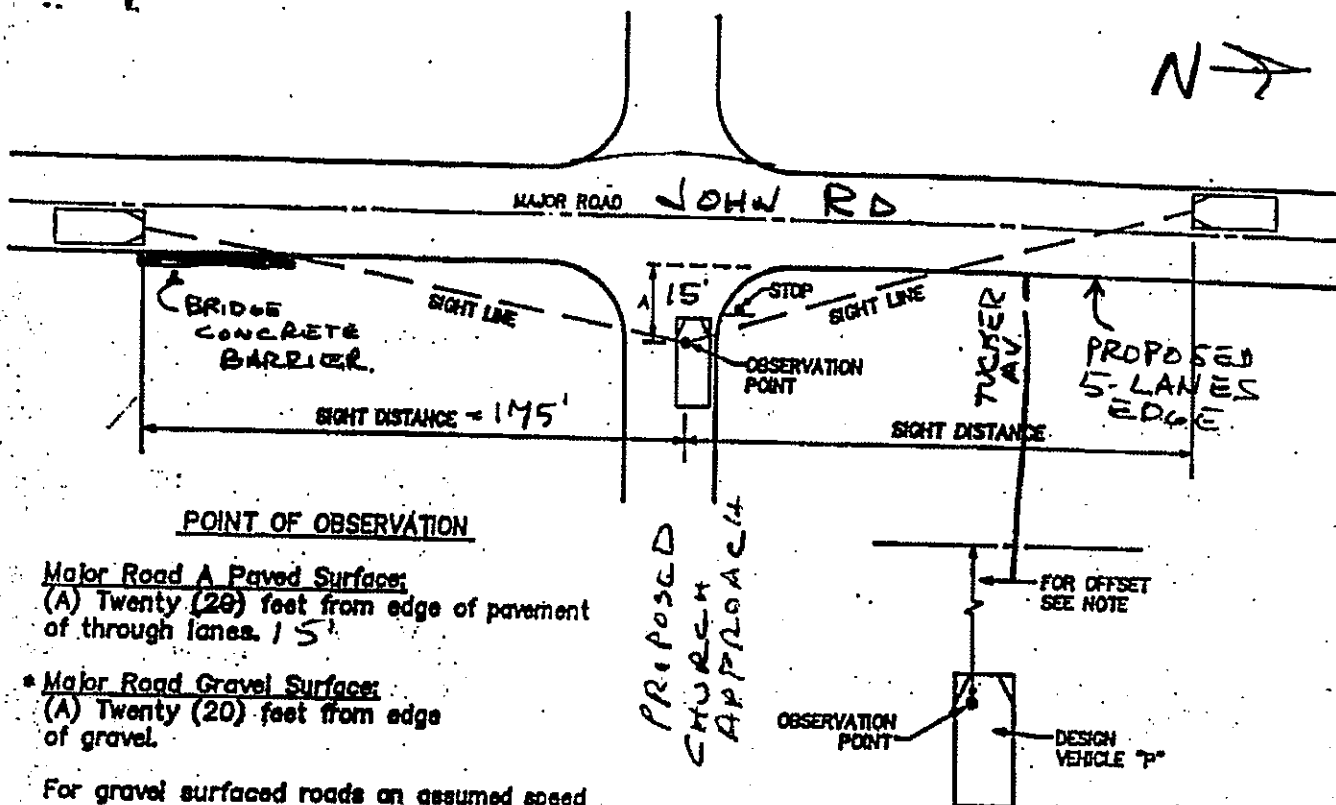 N
MAJOR ROAD JOHN RD
BRIDGE
CONCRETE
BARRIER.
SIGHT LINE
A
15'
STOP
SIGHT LINE
OBSERVATION
POINT
TUCKER
AV.
PROPOSED
5-LANES
EDGE
SIGHT DISTANCE = 175'
SIGHT DISTANCE
POINT OF OBSERVATION
Major Road A Paved Surface:
(A) Twenty (20) feet from edge of pavement
of through lanes. 15'
* Major Road Gravel Surface:
(A) Twenty (20) feet from edge
of gravel.
For gravel surfaced roads an assumed speed
PROPOSED
CHURCH
APPROACH
FOR OFFSET
SEE NOTE
OBSERVATION
POINT
DESIGN
VEHICLE "P"